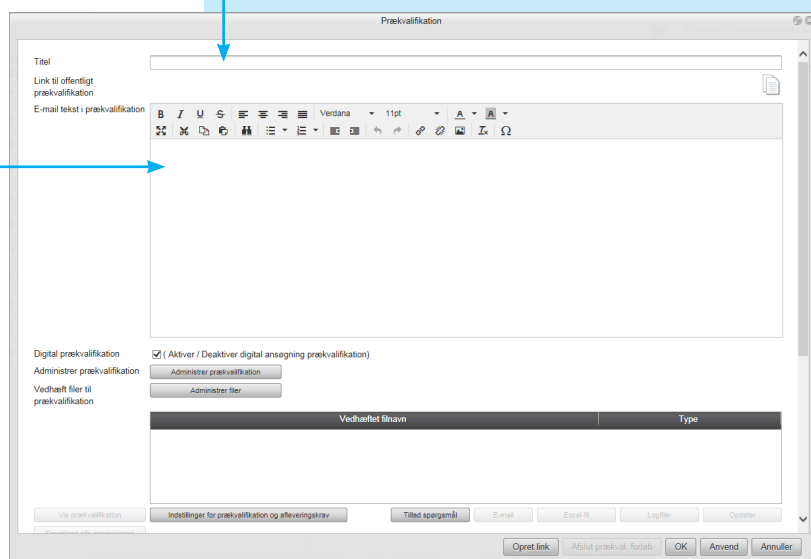 Prækvalifikation
Titel
Link til offentligt
prækvalifikation
E-mail tekst i prækvalifikation
B I U S Verdana 11pt A A
Ω
Digital prækvalifikation
( Aktiver / Deaktiver digital ansøgning prækvalifikation)
Administrer prækvalifikation
Administrer prækvalifikation
Vedhæft filer til
prækvalifikation
Administrer filer
Vedhæftet filnavn Type
Vis prækvalifikation Indstillinger for prækvalifikation og afleveringskrav Tillad spørgsmål E-mail Excel-fil Logfiler Opdater
Opret link Afslut prækval. forløb OK Anvend Annuller